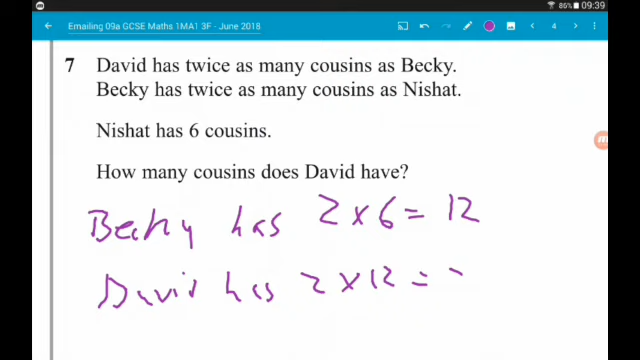 86% 09:39
Emailing 09a GCSE Maths 1MA1 3F - June 2018
4
7 David has twice as many cousins as Becky.
Becky has twice as many cousins as Nishat.
Nishat has 6 cousins.
How many cousins does David have?
Becky has 2 × 6 = 12
David has 2 × 12 =